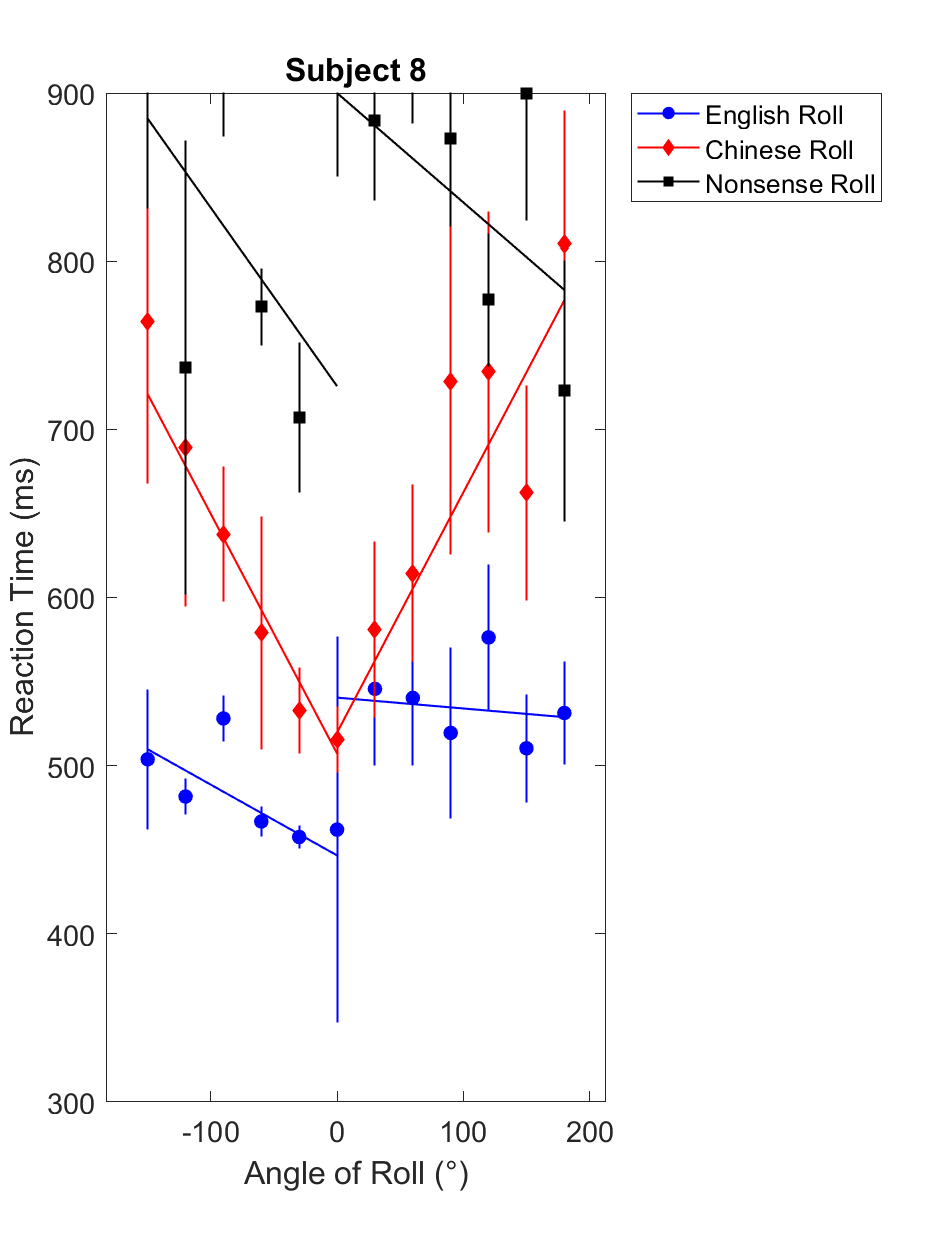 Subject 8
900
800
700
600
500
400
300
-100 0 100 200
Reaction Time (ms)
Angle of Roll (°)
English Roll
Chinese Roll
Nonsense Roll